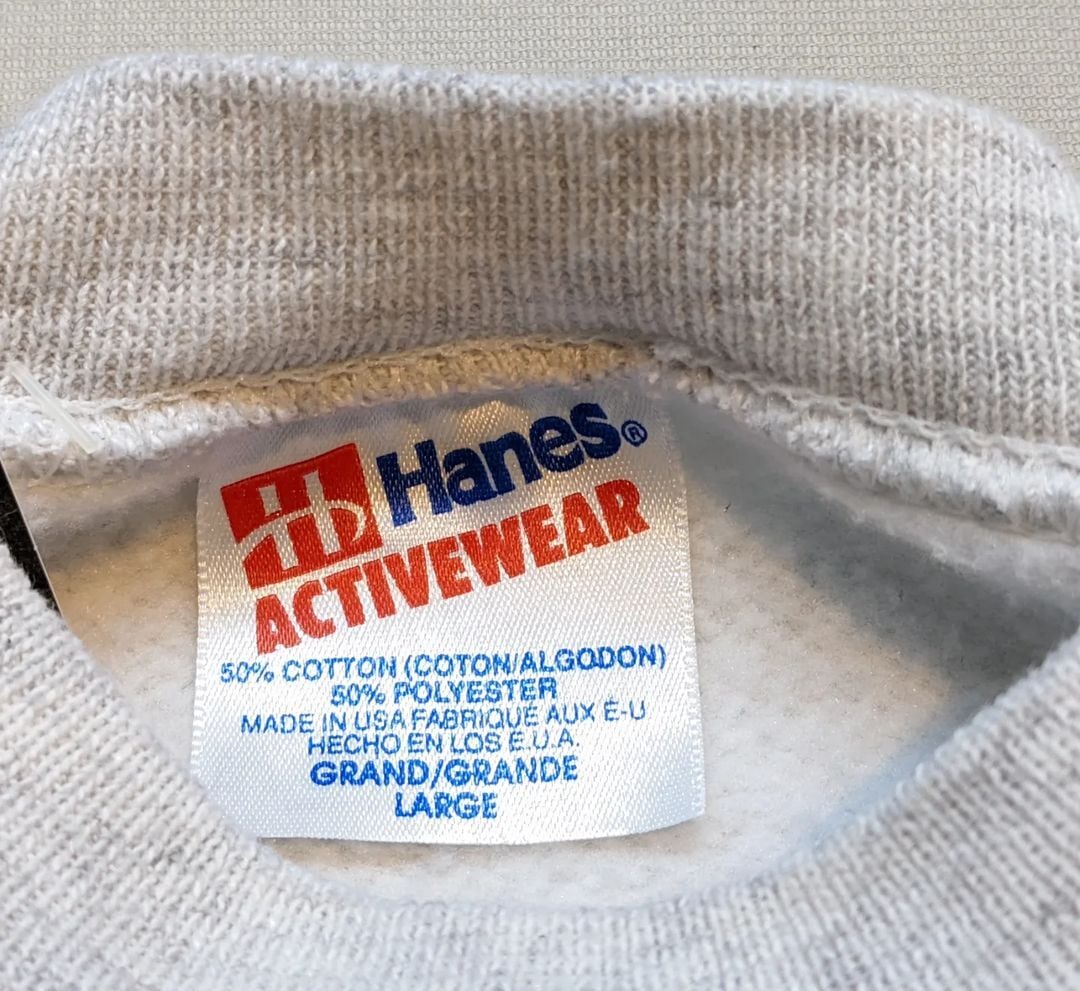 Hanes®
ACTIVEWEAR
50% COTTON (COTON/ALGODON)
50% POLYESTER
MADE IN USA FABRIQUÉ AUX É-U
HECHO EN LOS E.U.A.
GRAND/GRANDE
LARGE